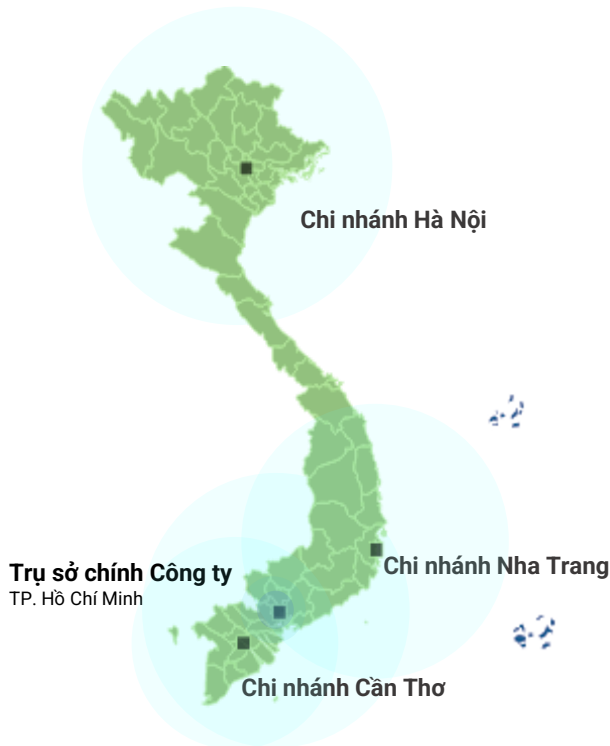 Chi nhánh Hà Nội
Chi nhánh Nha Trang
Trụ sở chính Công ty
TP. Hồ Chí Minh
Chi nhánh Cần Thơ